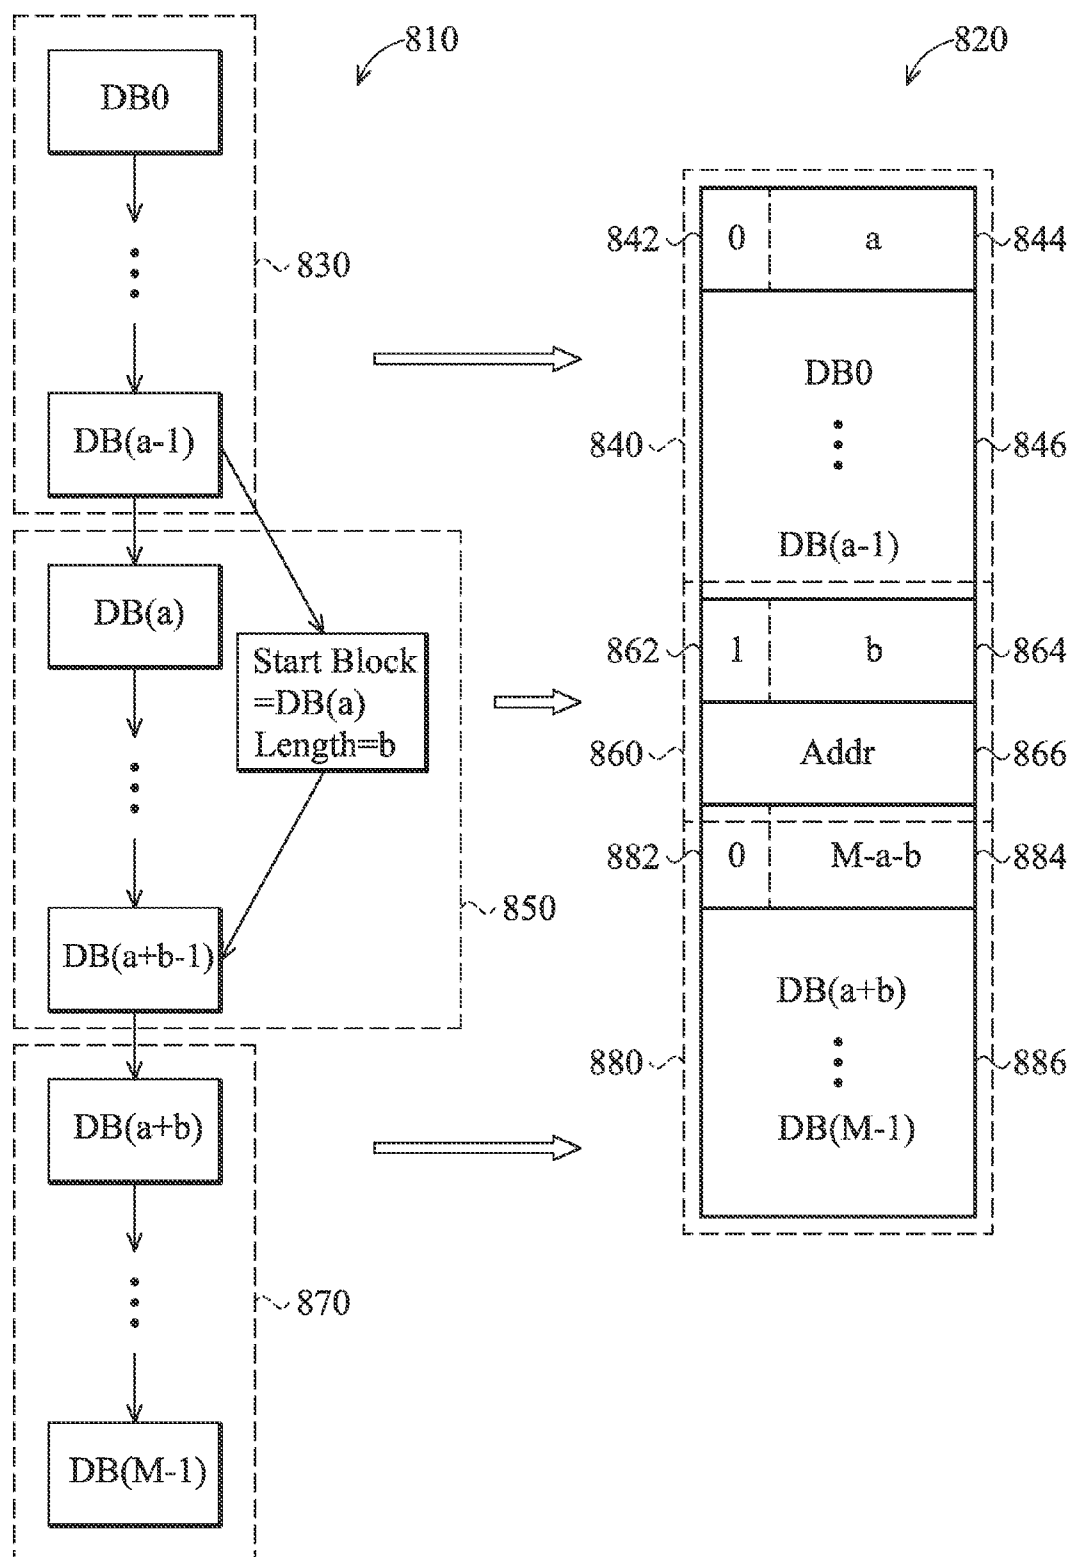 810
820
DB0
830
DB(a-1)
DB(a)
Start Block
=DB(a)
Length=b
850
DB(a+b-1)
DB(a+b)
870
DB(M-1)
842
0
a
844
DB0
840
846
DB(a-1)
862
1
b
864
860
Addr
866
882
0
M-a-b
884
DB(a+b)
880
886
DB(M-1)